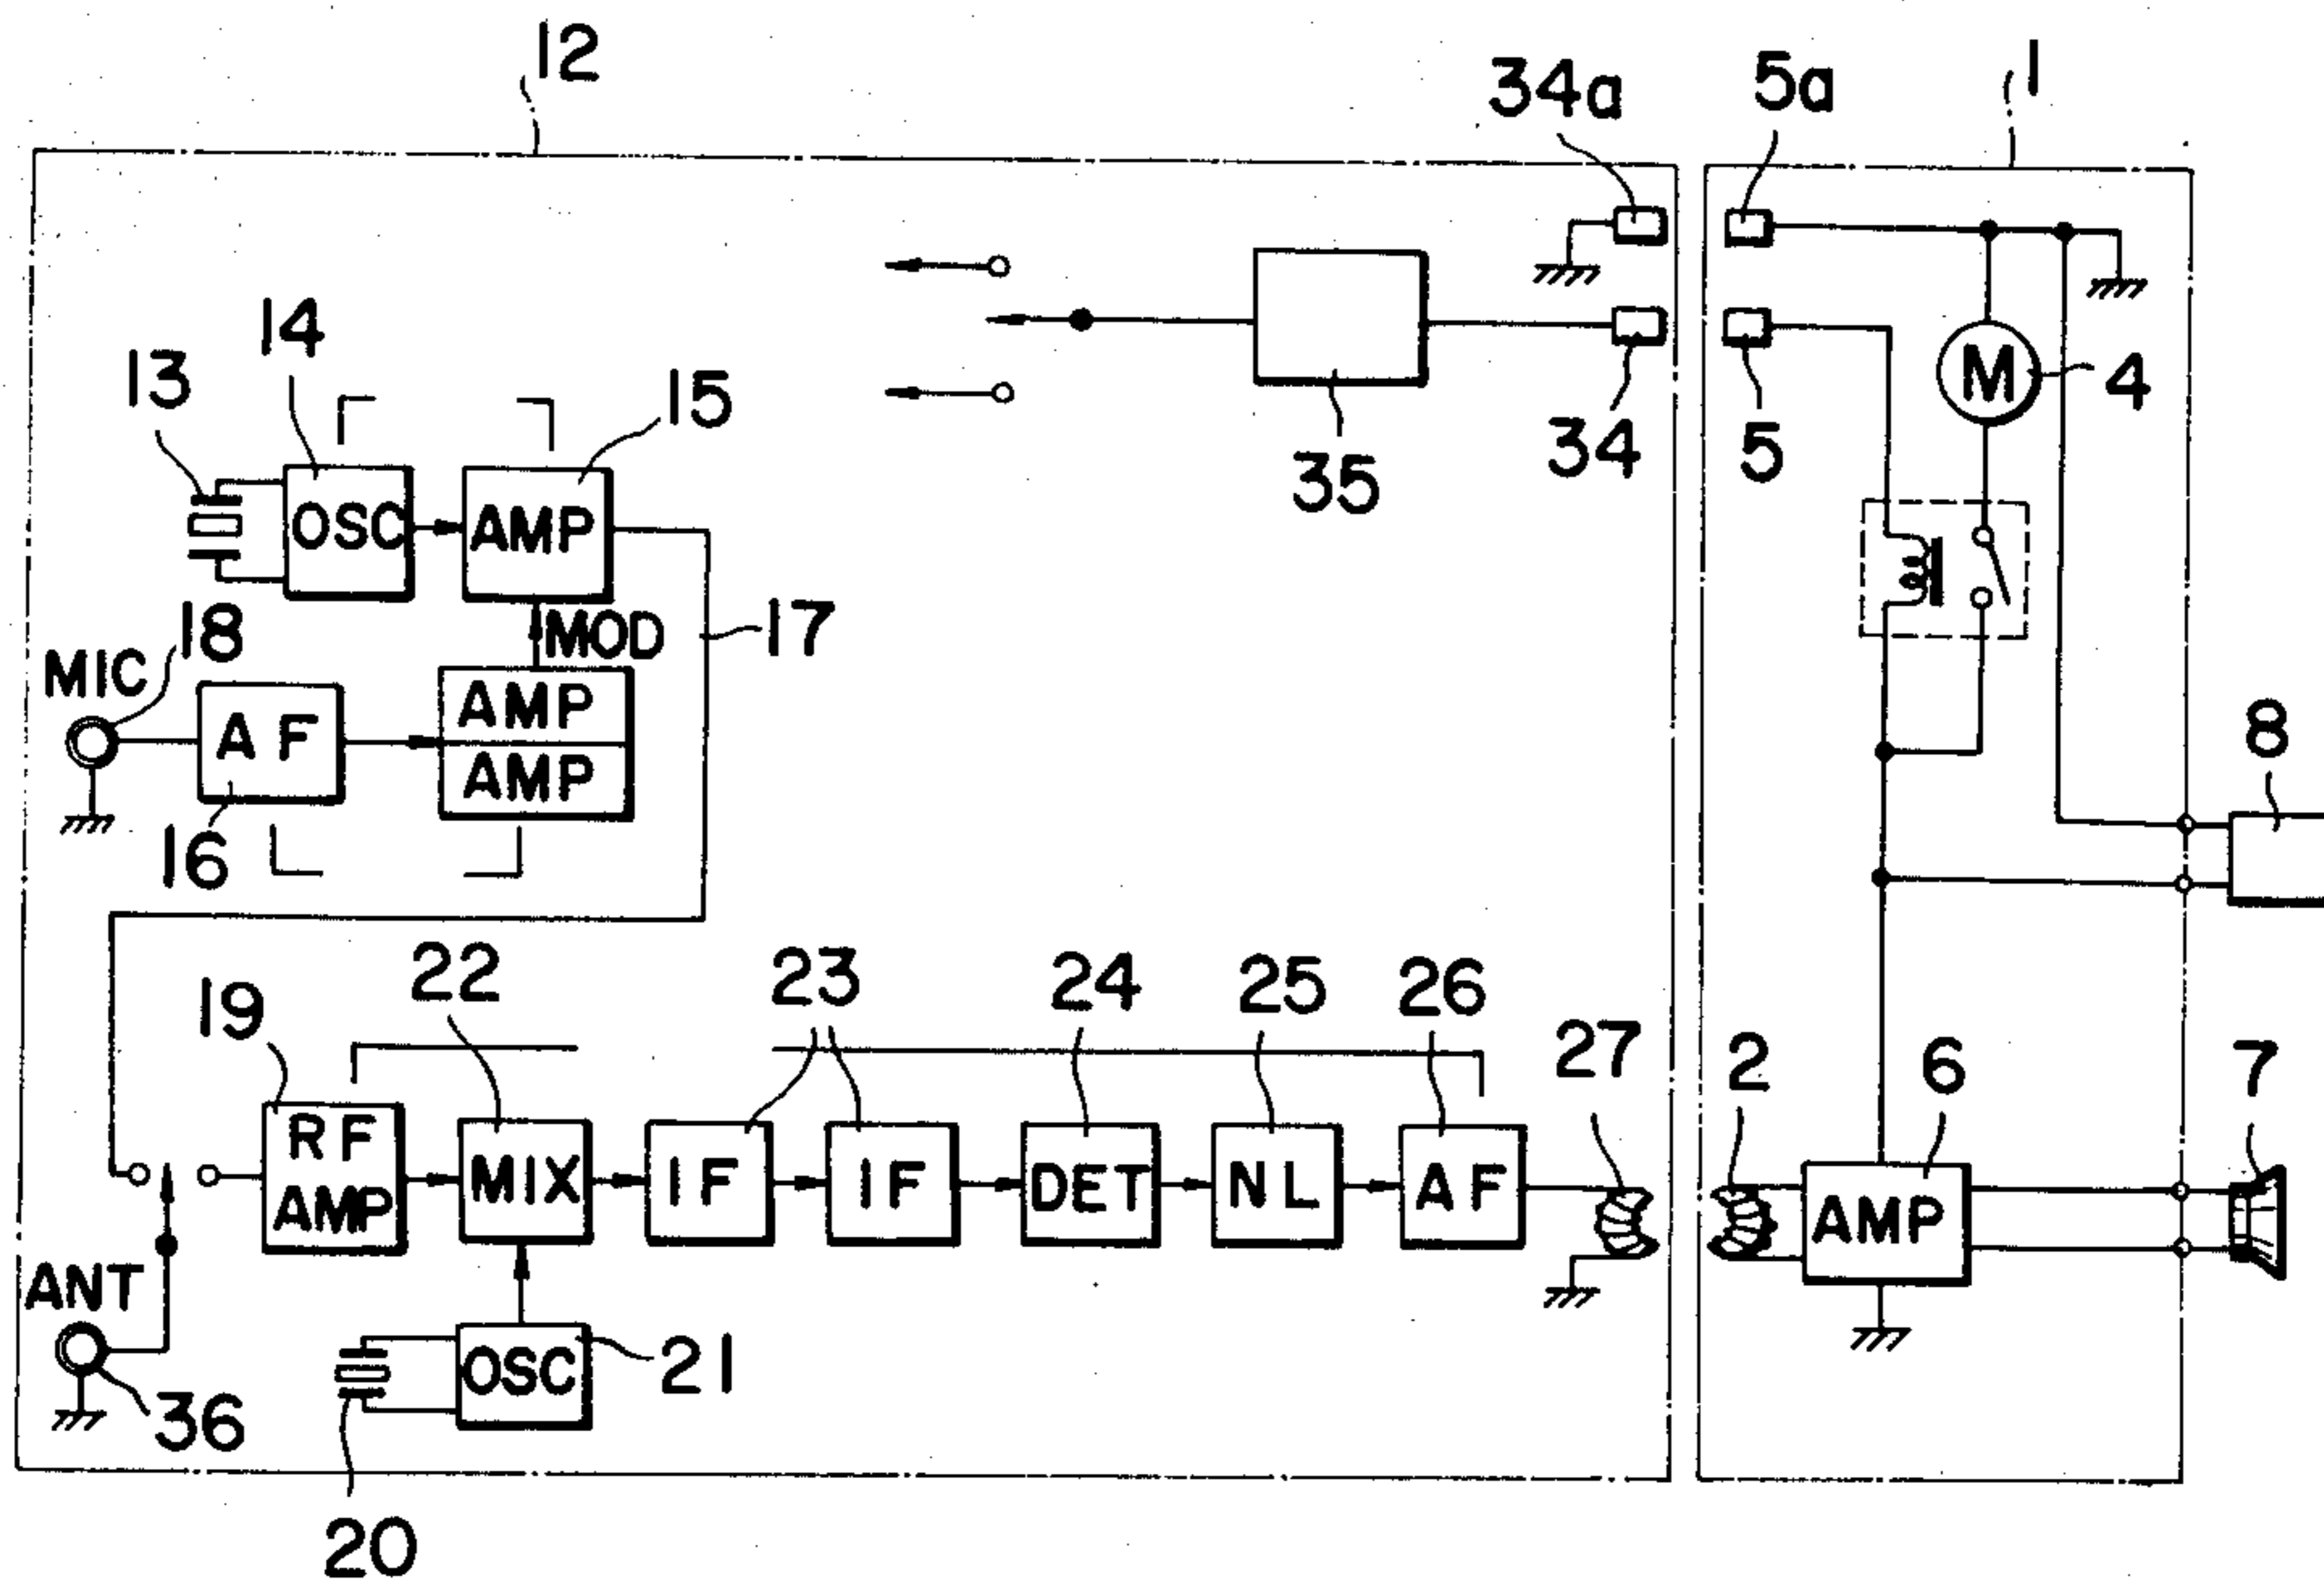 12
34a
5a
1
14
13
15
35
34
5
M
4
OSC
AMP
18
MOD
17
MIC
AF
AMP
AMP
16
8
22
23
24
25
26
19
27
2
6
7
RF
AMP
MIX
IF
IF
DET
NL
AF
AMP
ANT
OSC
21
36
20